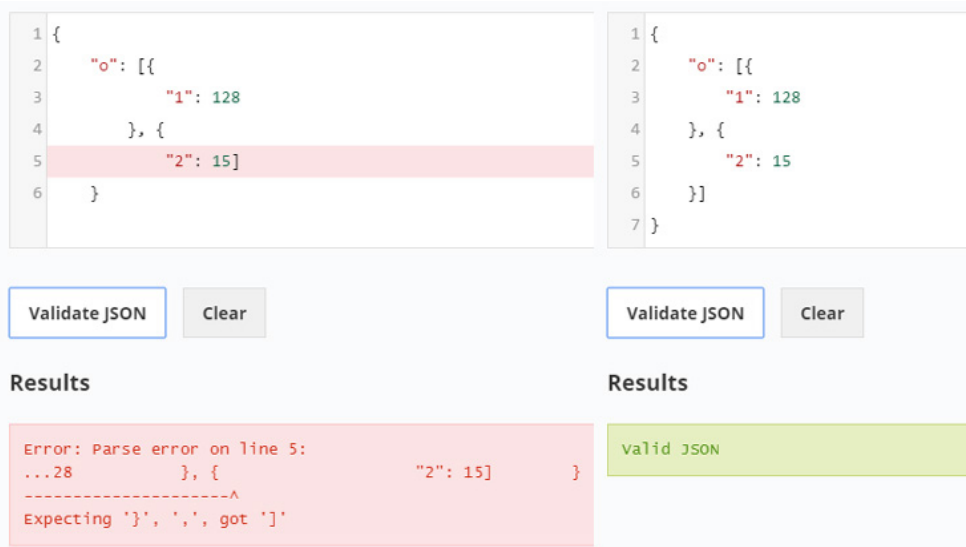 1 {
2     "o": [{
3             "1": 128
4         }, {
5             "2": 15]
6     }
Validate JSON Clear
Results
Error: Parse error on line 5:
...28          }, {                    "2": 15]        }
---------------------^
Expecting '}', ',', got ']'
1 {
2     "o": [{
3         "1": 128
4     }, {
5         "2": 15
6     }]
7 }
Validate JSON Clear
Results
Valid JSON